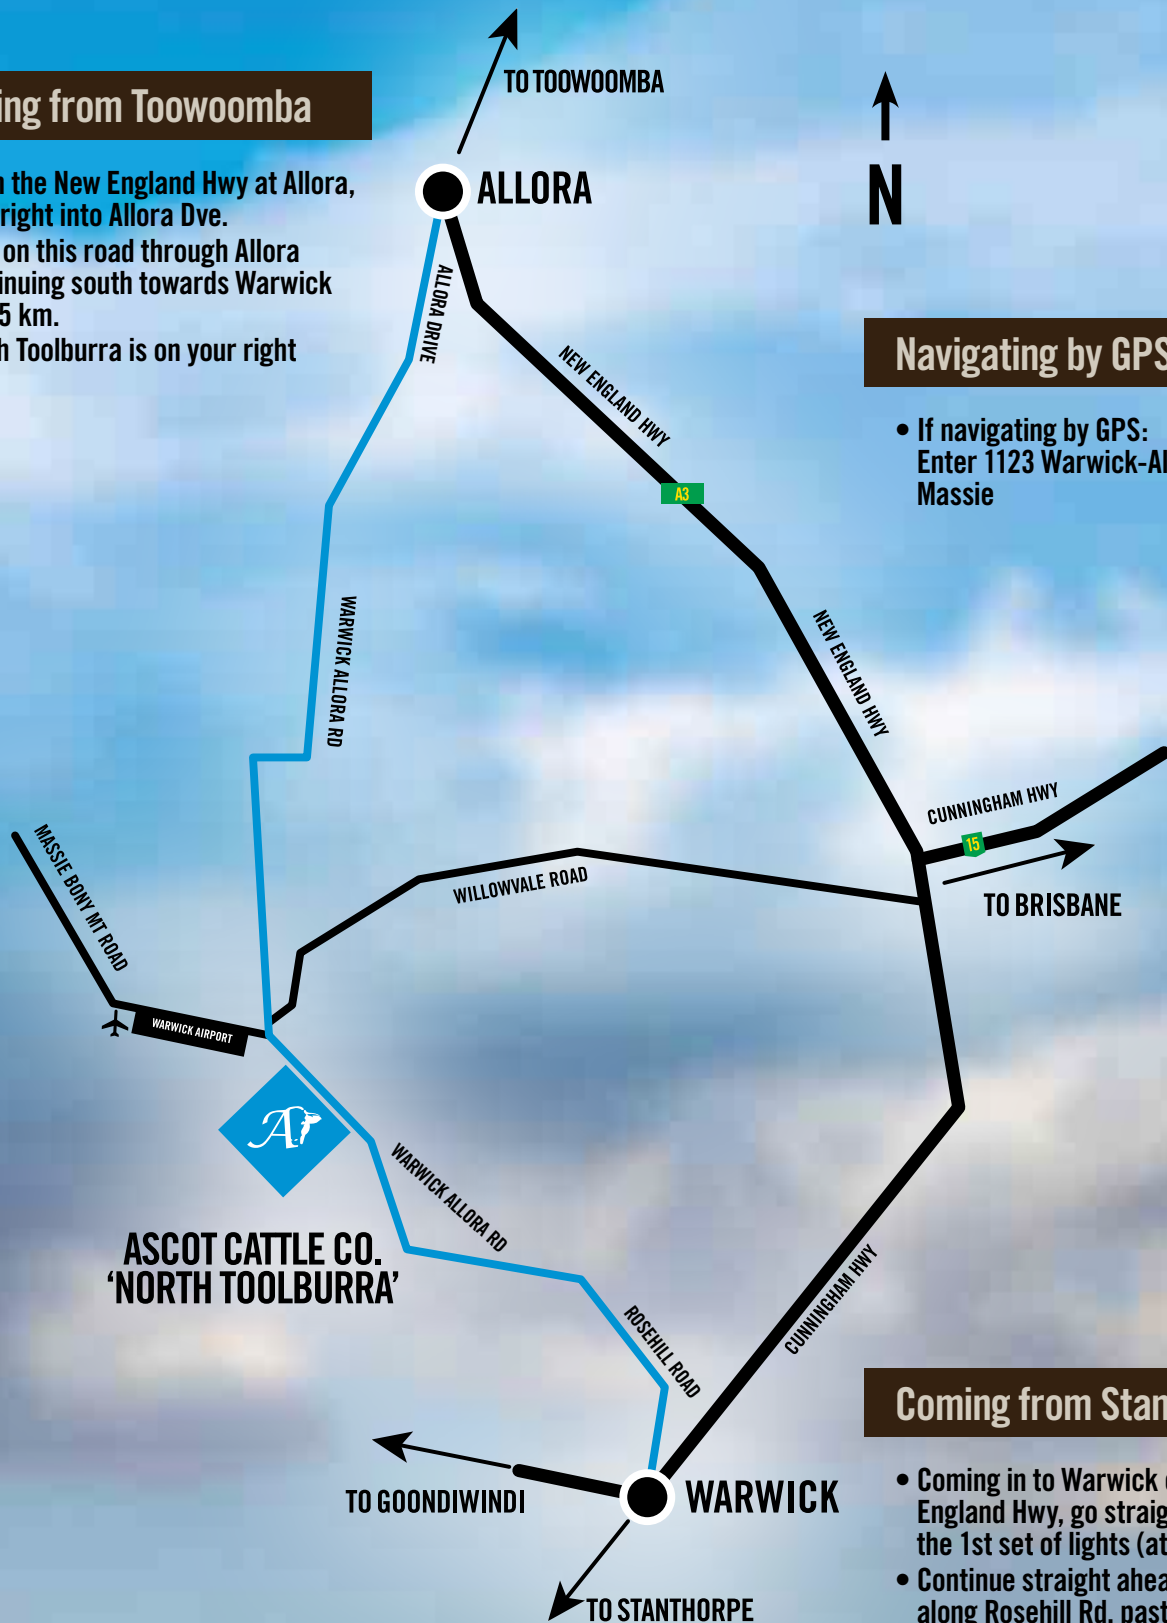 TO TOOWOOMBA
ing from Toowoomba
N
ALLORA
n the New England Hwy at Allora,
right into Allora Dve.
on this road through Allora
tinuing south towards Warwick
5 km.
h Toolburra is on your right
ALLORA DRIVE
NEW ENGLAND HWY
A3
Navigating by GPS
• If navigating by GPS:
Enter 1123 Warwick-Al
Massie
WARWICK ALLORA RD
NEW ENGLAND HWY
CUNNINGHAM HWY
15
TO BRISBANE
MASSIE BONY MT ROAD
WILLOWVALE ROAD
WARWICK AIRPORT
A
WARWICK ALLORA RD
ASCOT CATTLE CO.
'NORTH TOOLBURRA'
CUNNINGHAM HWY
ROSEHILL ROAD
TO GOONDIWINDI
WARWICK
TO STANTHORPE
Coming from Stan
• Coming in to Warwick
England Hwy, go straig
the 1st set of lights (at
• Continue straight ahea
along Rosehill Rd, past